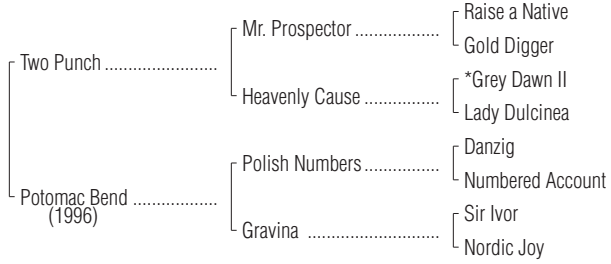 Raise a Native
Mr. Prospector ..................
Gold Digger
Two Punch ........................
*Grey Dawn II
Heavenly Cause ................
Lady Dulcinea
Danzig
Polish Numbers ................
Numbered Account
Potomac Bend ..................
(1996)
Sir Ivor
Gravina ............................
Nordic Joy